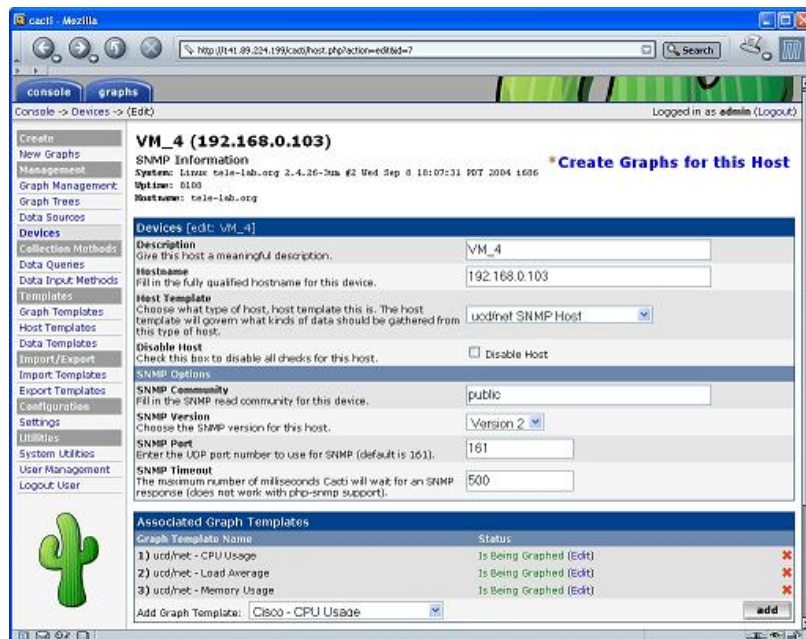 cacti - Mozilla
http://141.89.224.199/cacti/host.php?action=edit&id=7
Search
console
graphs
Console -> Devices -> (Edit)
Logged in as admin (Logout)
Create
New Graphs
Management
Graph Management
Graph Trees
Data Sources
Devices
Collection Methods
Data Queries
Data Input Methods
Templates
Graph Templates
Host Templates
Data Templates
Import/Export
Import Templates
Export Templates
Configuration
Settings
Utilities
System Utilities
User Management
Logout User
VM_4 (192.168.0.103)
SNMP Information
System: Linux tele-lab.org 2.4.26-3um #2 Wed Sep 8 18:07:31 PDT 2004 i686
Uptime:
Hostname: tele-lab.org
*Create Graphs for this Host
Devices [edit: VM_4]
Description
Give this host a meaningful description.
VM_4
Hostname
Fill in the fully qualified hostname for this device.
192.168.0.103
Host Template
Choose what type of host, host template this is. The host
template will govern what kinds of data should be gathered from
this type of host.
ucd/net SNMP Host
Disable Host
Check this box to disable all checks for this host.
Disable Host
SNMP Options
SNMP Community
Fill in the SNMP read community for this device.
public
SNMP Version
Choose the SNMP version for this host.
Version 2
SNMP Port
Enter the UDP port number to use for SNMP (default is 161).
161
SNMP Timeout
The maximum number of milliseconds Cacti will wait for an SNMP
response (does not work with php-snmp support).
500
Associated Graph Templates
Graph Template Name
Status
1) ucd/net - CPU Usage
Is Being Graphed (Edit)
2) ucd/net - Load Average
Is Being Graphed (Edit)
3) ucd/net - Memory Usage
Is Being Graphed (Edit)
Add Graph Template:
Cisco - CPU Usage
add